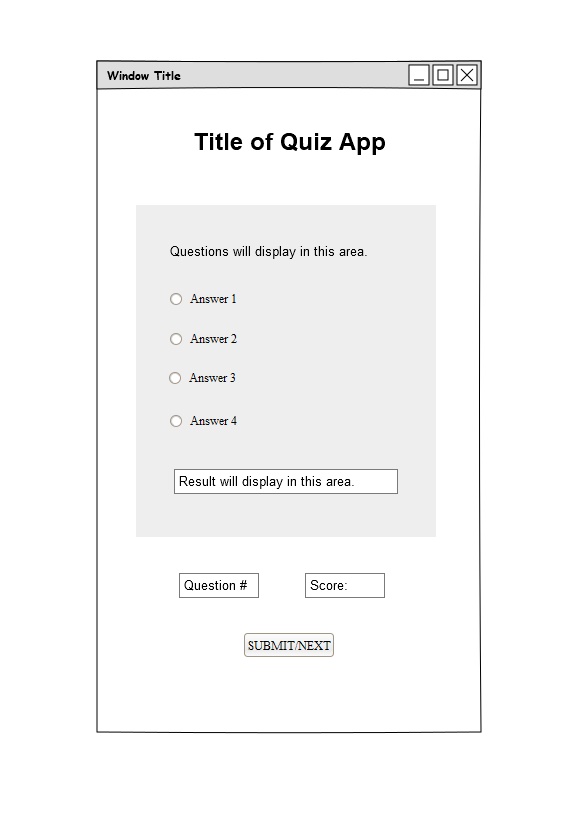 Window Title
Title of Quiz App
Questions will display in this area.
Answer 1
Answer 2
Answer 3
Answer 4
Result will display in this area.
Question # Score:
SUBMIT/NEXT